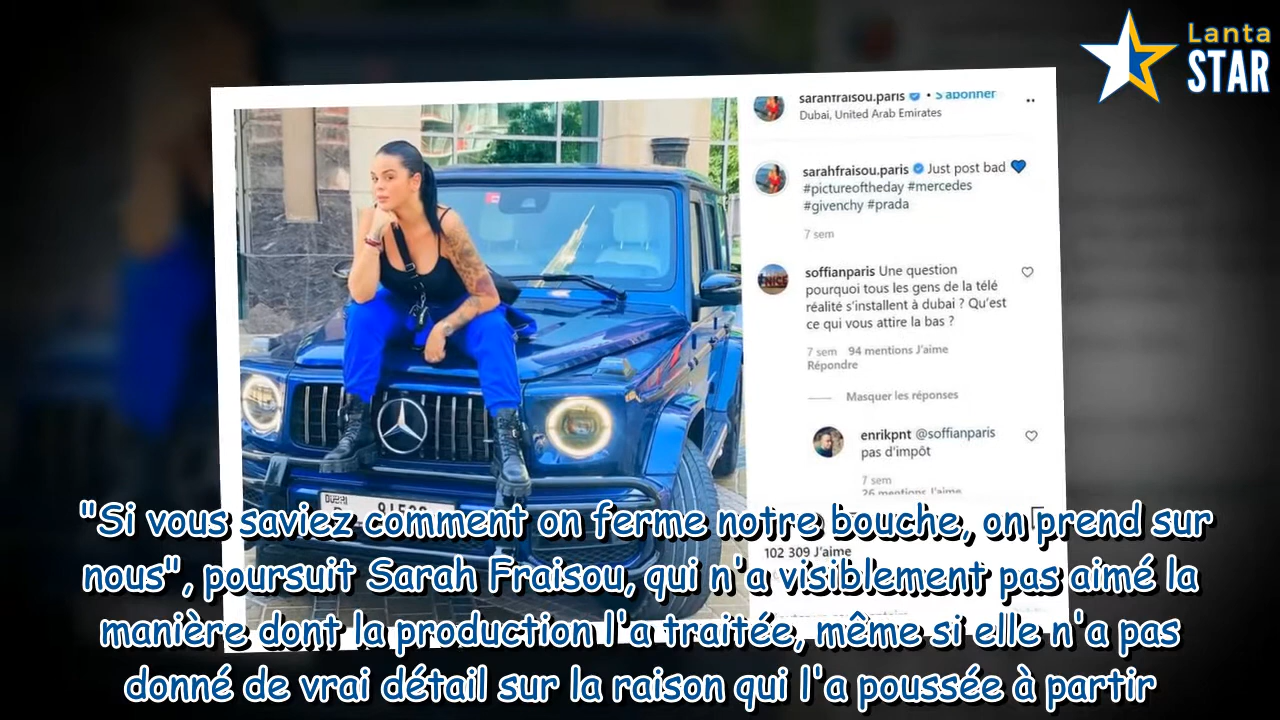 Lanta
STAR
sarahfraisou.paris • S'abonner
Dubai, United Arab Emirates
sarahfraisou.paris Just post bad 💙
#pictureoftheday #mercedes
#givenchy #prada
7 sem
soffianparis Une question
pourquoi tous les gens de la télé
réalité s'installent à dubai ? Qu'est
ce qui vous attire la bas ?
7 sem 94 mentions J'aime
Répondre
Masquer les réponses
enrikpnt @soffianparis
pas d'impôt
7 sem
26 mentions J'aime
NICE
DUBAI
102 309 J'aime
"Si vous saviez comment on ferme notre bouche, on prend sur
nous", poursuit Sarah Fraisou, qui n'a visiblement pas aimé la
manière dont la production l'a traitée, même si elle n'a pas
donné de vrai détail sur la raison qui l'a poussée à partir